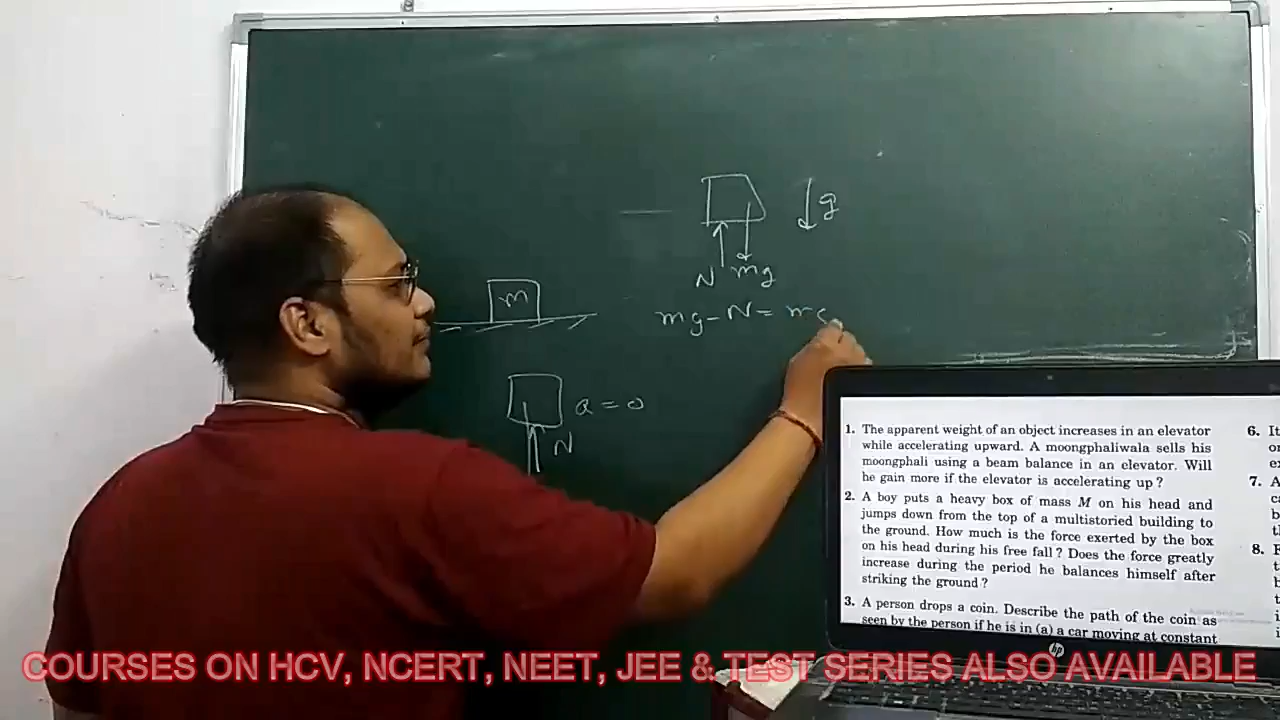 g
N mg
m
mg - N = m
a = 0
N
1. The apparent weight of an object increases in an elevator
while accelerating upward. A moongphaliwala sells his
moongphali using a beam balance in an elevator. Will
he gain more if the elevator is accelerating up ?
2. A boy puts a heavy box of mass M on his head and
jumps down from the top of a multistoried building to
the ground. How much is the force exerted by the box
on his head during his free fall ? Does the force greatly
increase during the period he balances himself after
striking the ground ?
3. A person drops a coin. Describe the path of the coin as
seen by the person if he is in (a) a car moving at constant
6. It
7. A
8.
hp
COURSES ON HCV, NCERT, NEET, JEE & TEST SERIES ALSO AVAILABLE